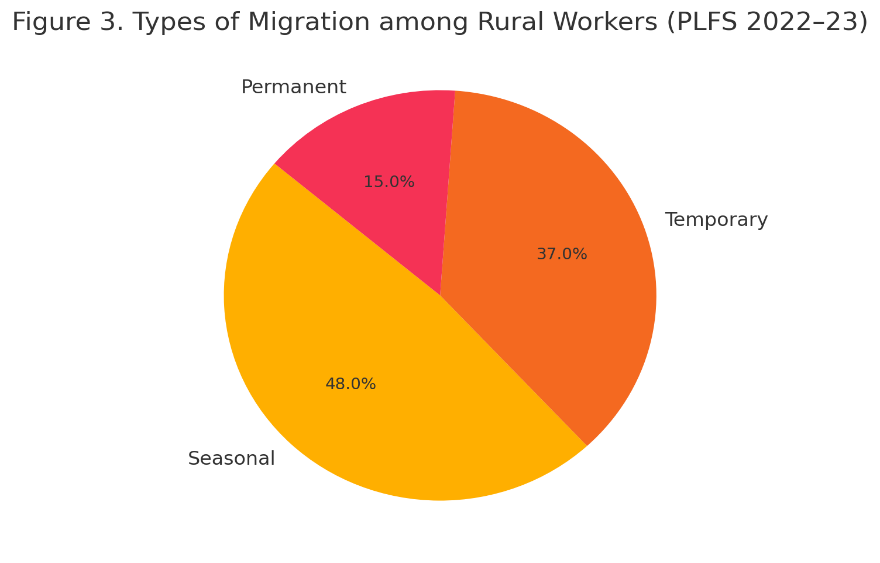 Figure 3. Types of Migration among Rural Workers (PLFS 2022–23)
Permanent
15.0%
Temporary
37.0%
48.0%
Seasonal